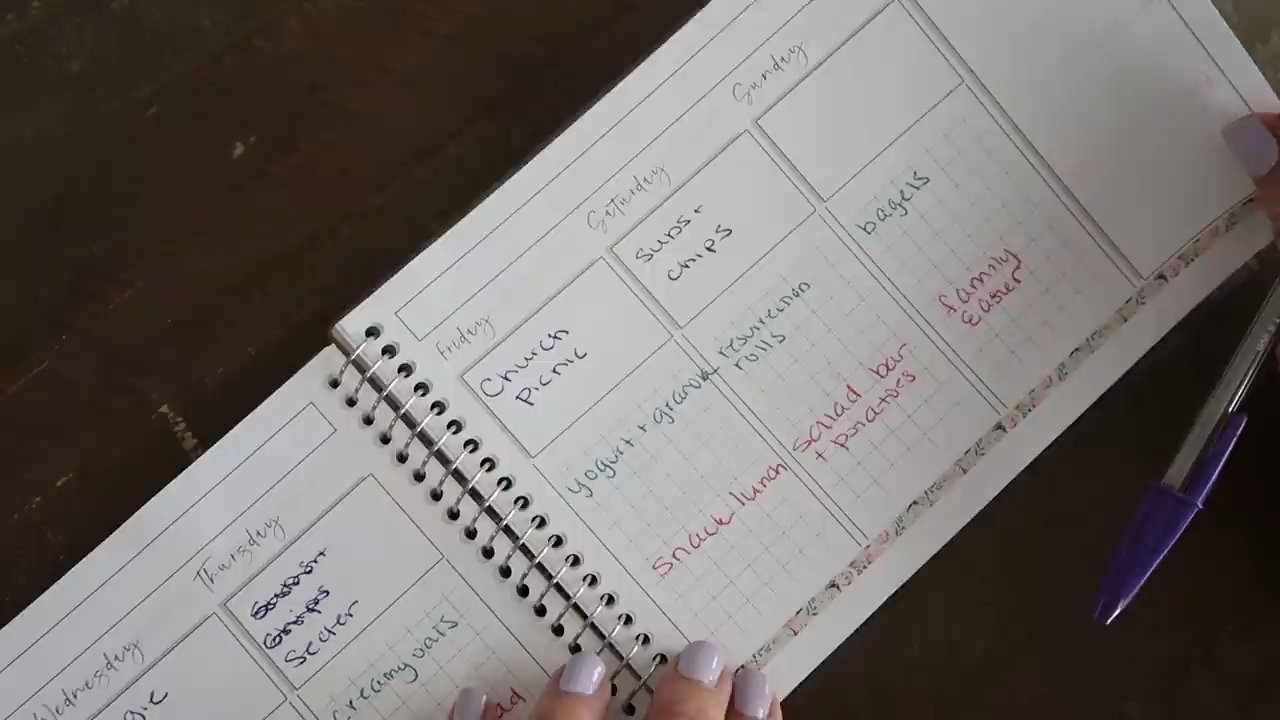 Wednesday
Thursday
Seder
creamy oats
Friday
Church
Picnic
yogurt + granola
snack lunch
Saturday
Subs +
chips
resurrection
rolls
salad bar
+ potatoes
Sunday
bagels
family
Easter